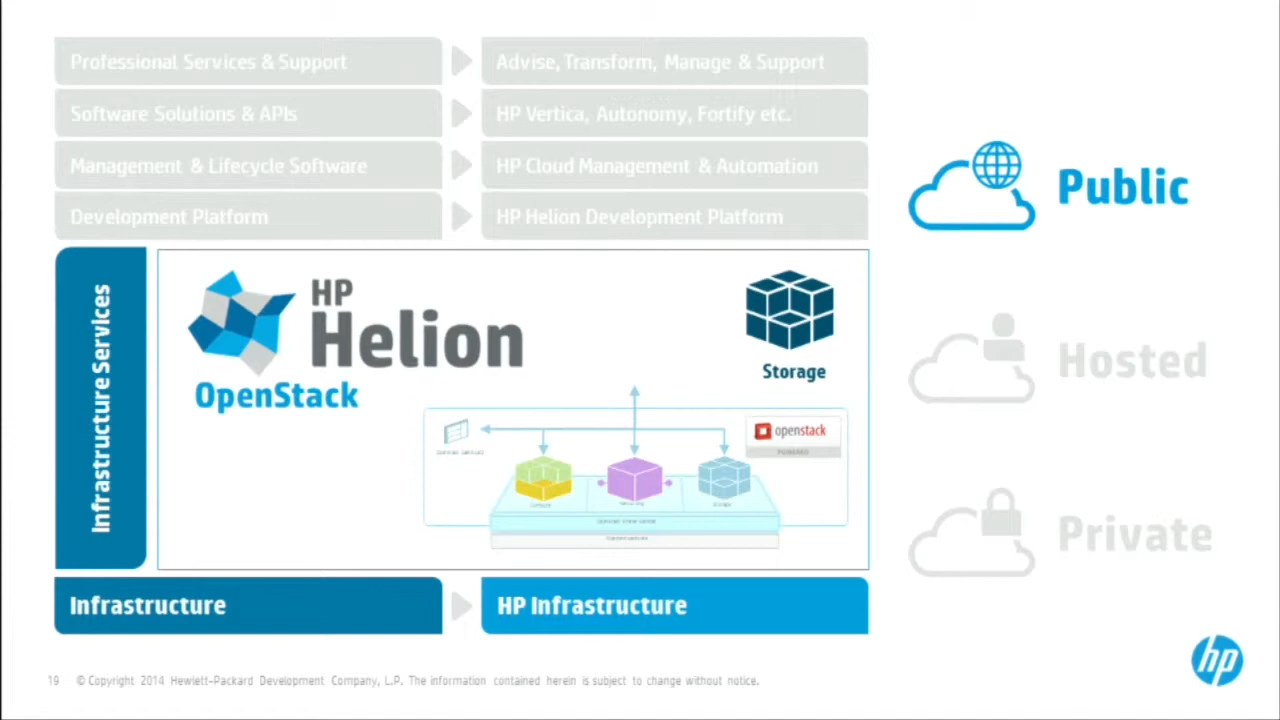 Professional Services & Support
Advise, Transform, Manage & Support
Software Solutions & APIs
HP Vertica, Autonomy, Fortify etc.
Management & Lifecycle Software
HP Cloud Management & Automation
Development Platform
HP Helion Development Platform
Public
Hosted
Private
Infrastructure Services
HP
Helion
OpenStack
Storage
openstack
POWERED
Infrastructure
HP Infrastructure
hp
19 © Copyright 2014 Hewlett-Packard Development Company, L.P. The information contained herein is subject to change without notice.